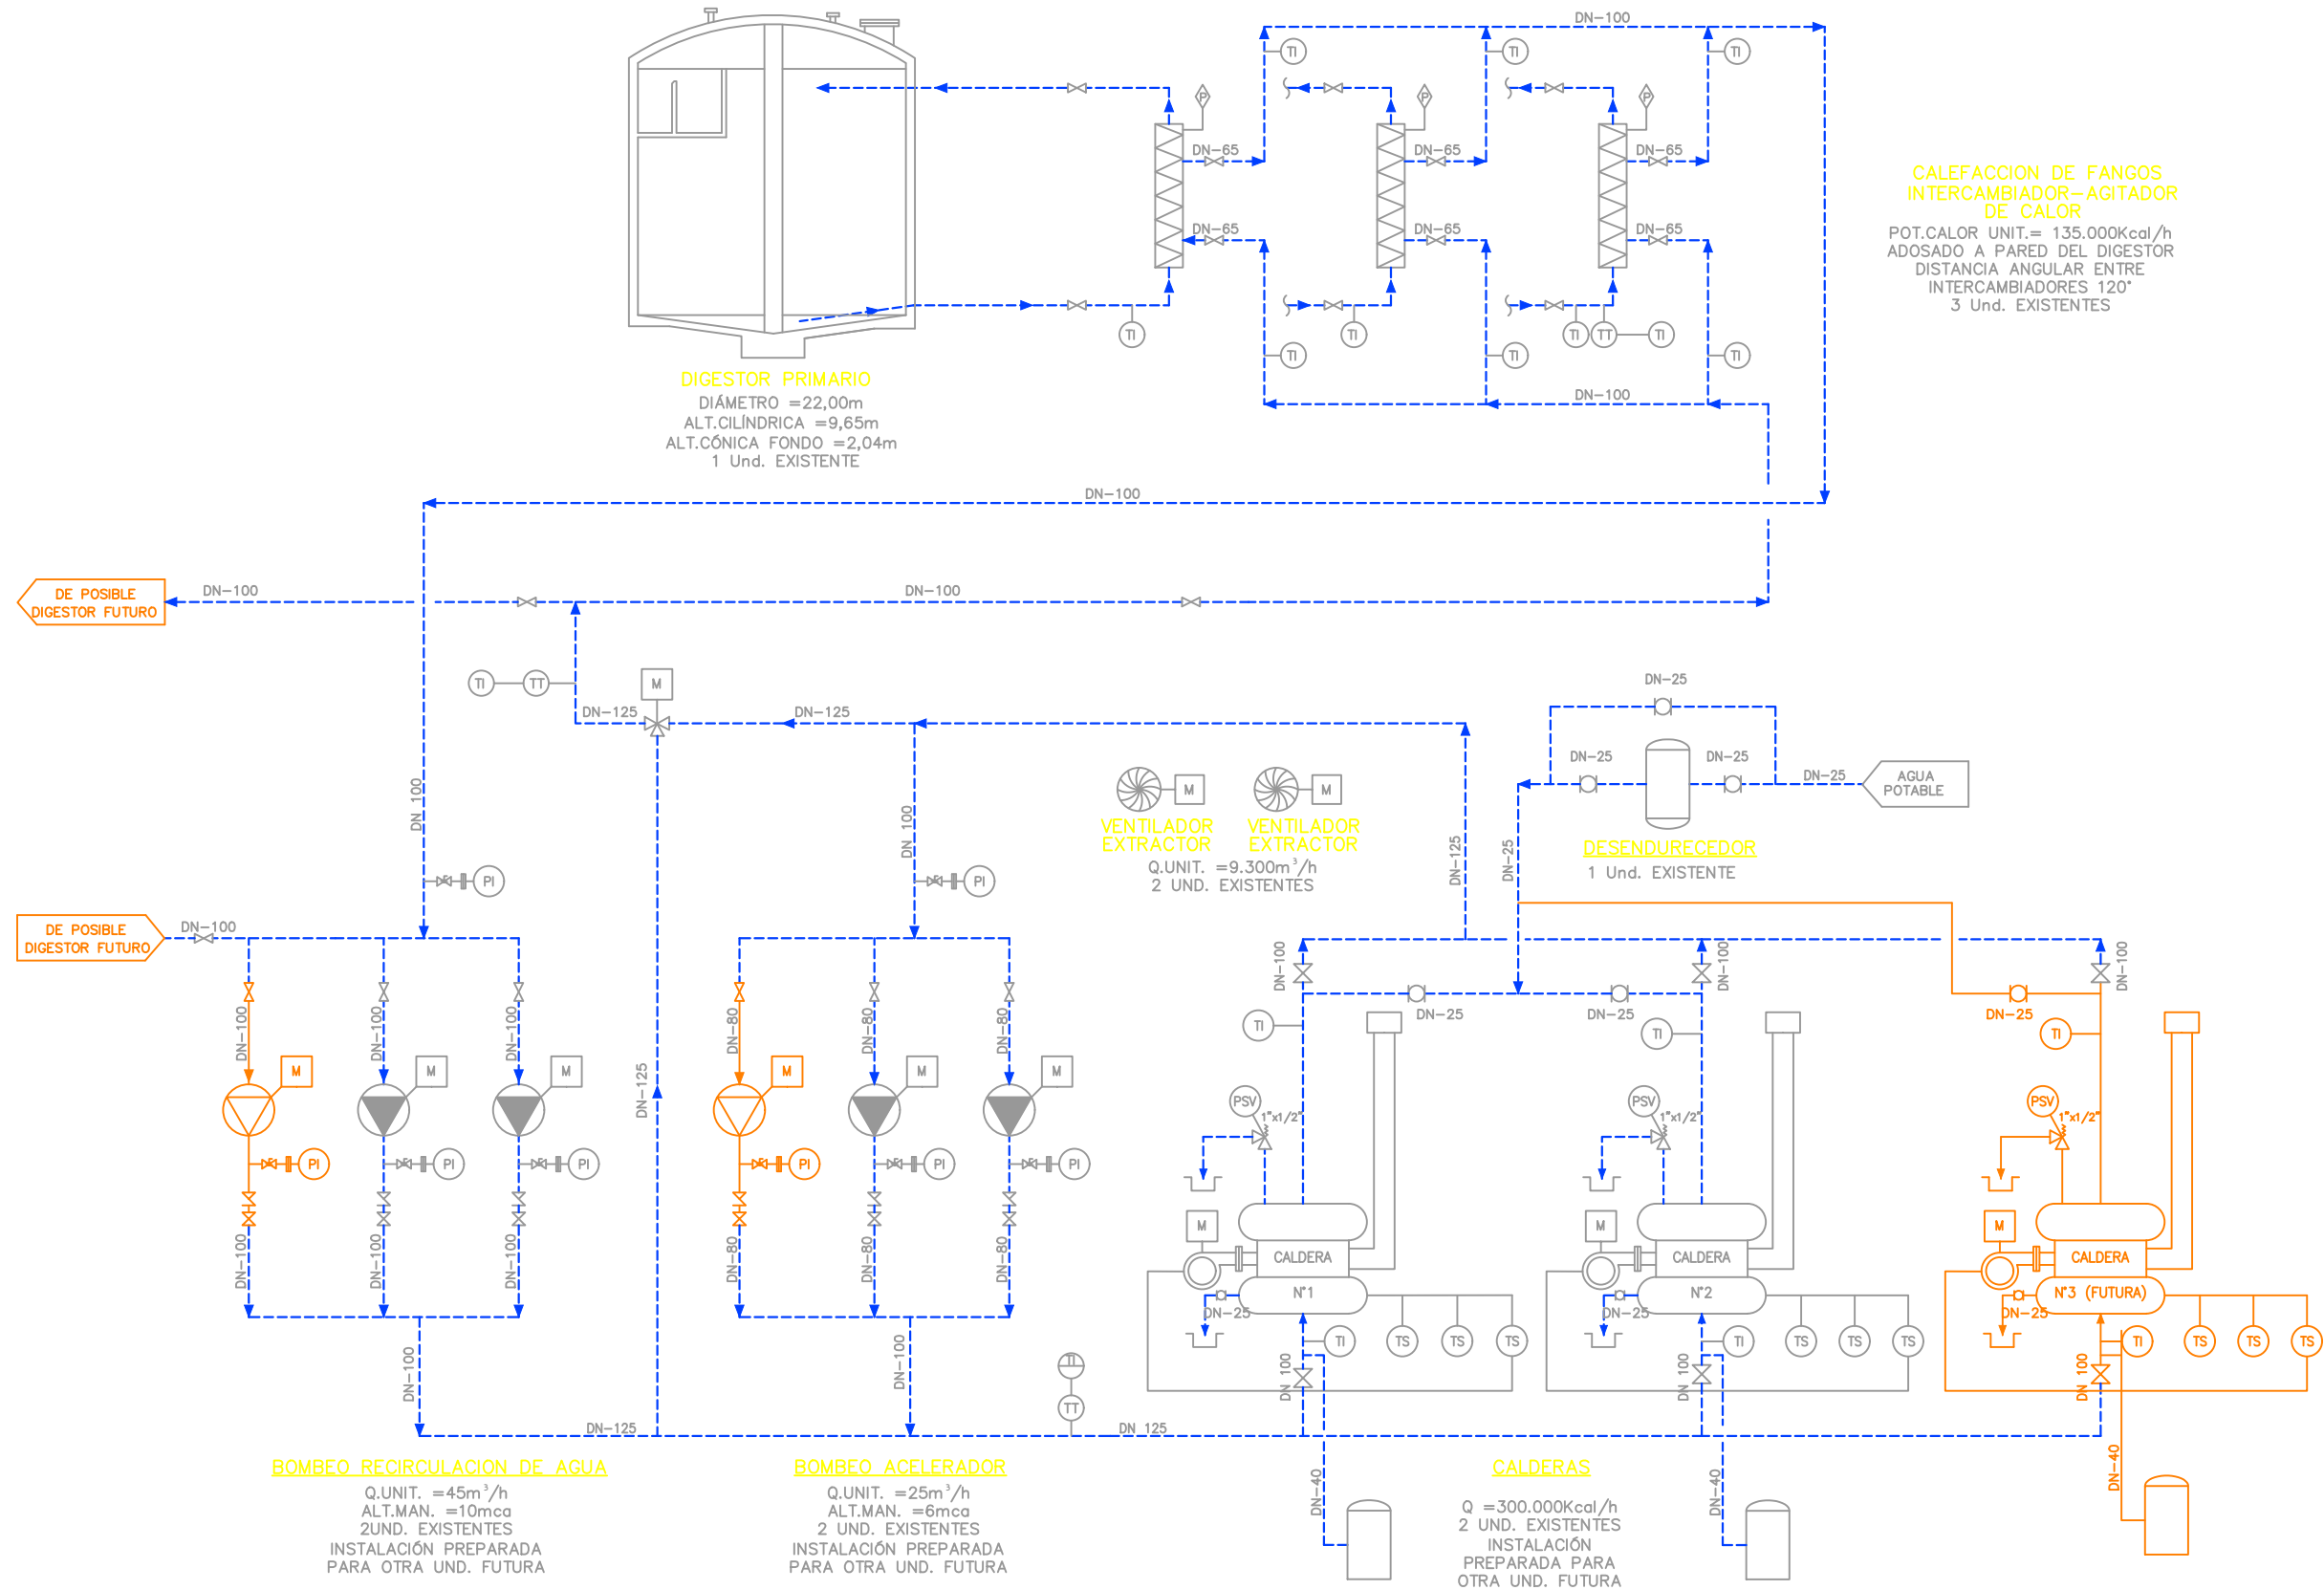 DN-100
TI
TI
TI
P
P
P
DN-65
DN-65
DN-65
CALEFACCION DE FANGOS
INTERCAMBIADOR-AGITADOR
DE CALOR
POT.CALOR UNIT.= 135.000Kcal/h
ADOSADO A PARED DEL DIGESTOR
DISTANCIA ANGULAR ENTRE
INTERCAMBIADORES 120°
3 Und. EXISTENTES
DN-65
DN-65
DN-65
TI
TI
TI
TT
TI
TI
TI
TI
DIGESTOR PRIMARIO
DIÁMETRO =22,00m
ALT.CILÍNDRICA =9,65m
ALT.CÓNICA FONDO =2,04m
1 Und. EXISTENTE
DN-100
DN-100
DE POSIBLE
DIGESTOR FUTURO
DN-100
DN-100
TI
TT
M
DN-125
DN-125
DN-25
DN-25
DN-25
DN-25
AGUA
POTABLE
M
M
VENTILADOR
EXTRACTOR
VENTILADOR
EXTRACTOR
Q.UNIT. =9.300m³/h
2 UND. EXISTENTES
DESENDURECEDOR
1 Und. EXISTENTE
DN 100
DN 100
DN-125
DN-25
PI
PI
DE POSIBLE
DIGESTOR FUTURO
DN-100
DN-100
DN-100
DN-100
DN-100
DN-100
DN-100
DN-80
DN-80
DN-80
DN-25
DN-25
DN-25
TI
TI
TI
M
M
M
M
M
M
DN-125
PSV
1"x1/2"
PSV
1"x1/2"
PSV
1"x1/2"
PI
PI
PI
PI
PI
PI
M
M
M
CALDERA
N°1
CALDERA
N°2
CALDERA
N°3 (FUTURA)
DN-100
DN-100
DN-100
DN-80
DN-80
DN-80
DN-25
DN-25
DN-25
TI
TS
TS
TS
TI
TS
TS
TS
TI
TS
TS
TS
DN-100
DN-100
TI
TT
DN 100
DN 100
DN 100
DN-125
DN 125
DN-40
DN-40
DN-40
BOMBEO RECIRCULACION DE AGUA
Q.UNIT. =45m³/h
ALT.MAN. =10mca
2UND. EXISTENTES
INSTALACIÓN PREPARADA
PARA OTRA UND. FUTURA
BOMBEO ACELERADOR
Q.UNIT. =25m³/h
ALT.MAN. =6mca
2 UND. EXISTENTES
INSTALACIÓN PREPARADA
PARA OTRA UND. FUTURA
CALDERAS
Q =300.000Kcal/h
2 UND. EXISTENTES
INSTALACIÓN
PREPARADA PARA
OTRA UND. FUTURA